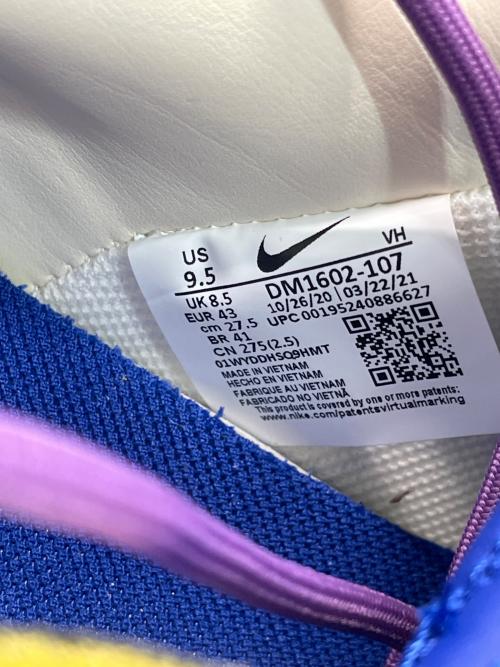 US
9.5
VH
UK 8.5
EUR 43
cm 27.5
BR 41
CN 275(2.5)
DM1602-107
10/26/20 | 03/22/21
UPC 00195240886627
01WYDDHSQ9HMT
MADE IN VIETNAM
HECHO EN VIETNAM
FABRIQUE AU VIETNAM
FABRICADO NO VIETNÃ
This product is covered by one or more patents:
www.nike.com/patentsvirtualmarking